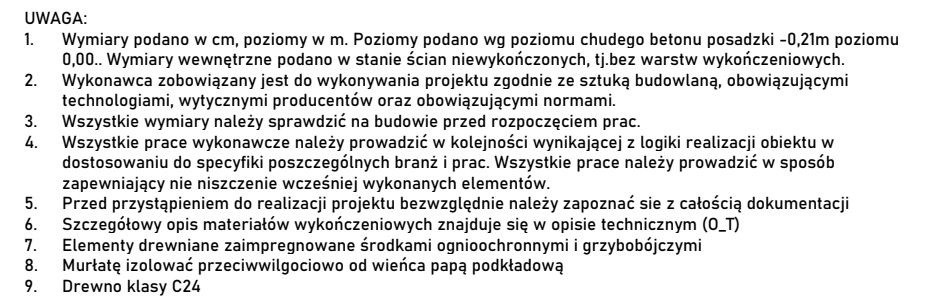 UWAGA:
1. Wymiary podano w cm, poziomy w m. Poziomy podano wg poziomu chudego betonu posadzki -0,21m poziomu
0,00.. Wymiary wewnętrzne podano w stanie ścian niewykończonych, tj.bez warstw wykończeniowych.
2. Wykonawca zobowiązany jest do wykonywania projektu zgodnie ze sztuką budowlaną, obowiązującymi
technologiami, wytycznymi producentów oraz obowiązującymi normami.
3. Wszystkie wymiary należy sprawdzić na budowie przed rozpoczęciem prac.
4. Wszystkie prace wykonawcze należy prowadzić w kolejności wynikającej z logiki realizacji obiektu w
dostosowaniu do specyfiki poszczególnych branż i prac. Wszystkie prace należy prowadzić w sposób
zapewniający nie niszczenie wcześniej wykonanych elementów.
5. Przed przystąpieniem do realizacji projektu bezwzględnie należy zapoznać sie z całością dokumentacji
6. Szczegółowy opis materiałów wykończeniowych znajduje się w opisie technicznym (O_T)
7. Elementy drewniane zaimpregnowane środkami ognioochronnymi i grzybobójczymi
8. Murłatę izolować przeciwwilgociowo od wieńca papą podkładową
9. Drewno klasy C24